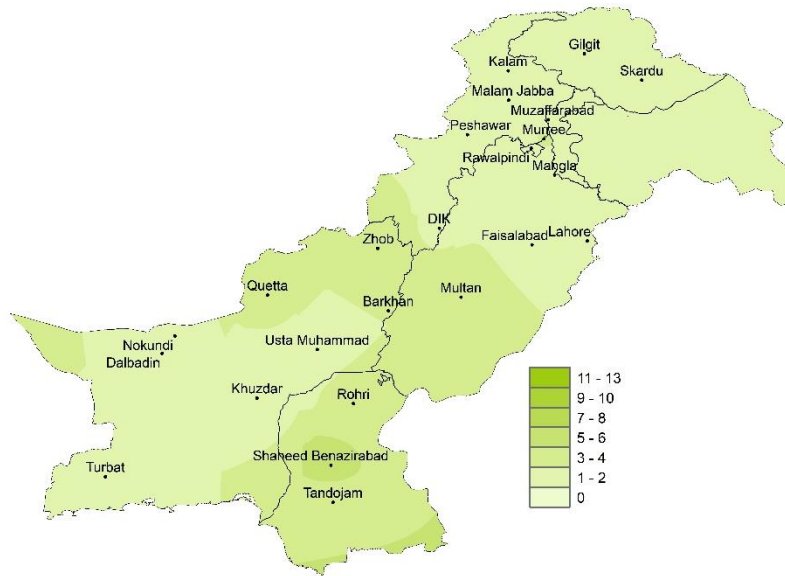 Gilgit
Kalam
Skardu
Malam Jabba
Muzaffarabad
Peshawar
Murree
Rawalpindi
Mangla
DIK
Zhob
Faisalabad
Lahore
Quetta
Multan
Barkhan
Nokundi
Usta Muhammad
Dalbadin
Khuzdar
Rohri
Shaheed Benazirabad
Turbat
Tandojam
11 - 13
9 - 10
7 - 8
5 - 6
3 - 4
1 - 2
0